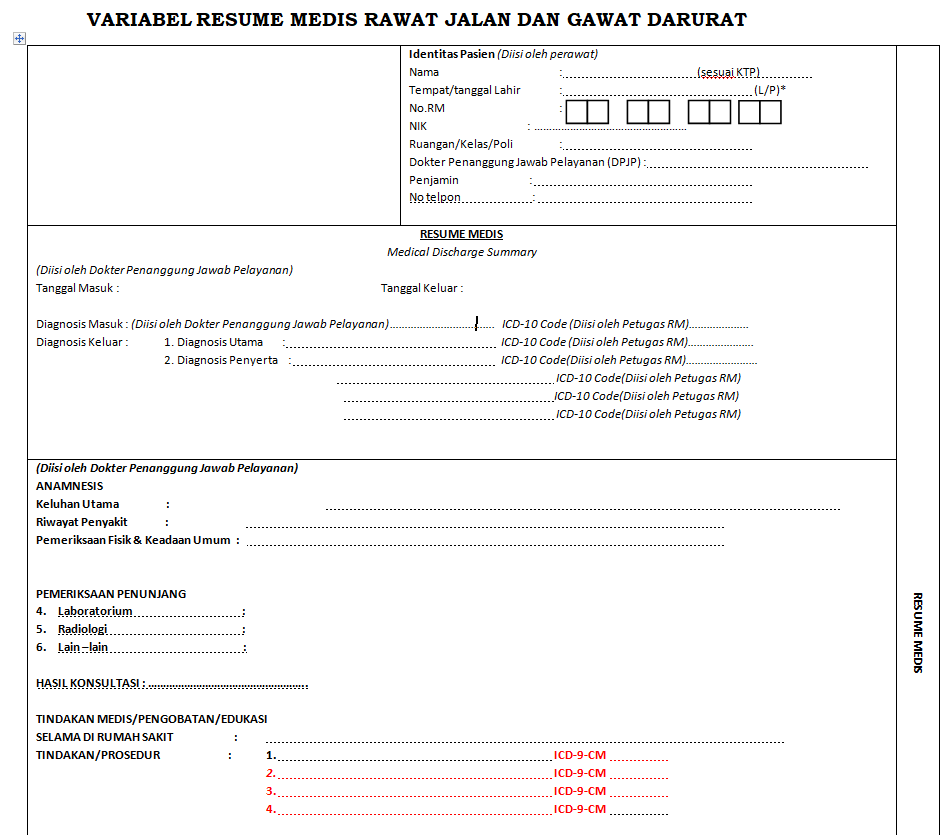 VARIABEL RESUME MEDIS RAWAT JALAN DAN GAWAT DARURAT
Identitas Pasien (Diisi oleh perawat)
Nama : (sesuai KTP)
Tempat/tanggal Lahir : (L/P)*
No.RM :
NIK :
Ruangan/Kelas/Poli :
Dokter Penanggung Jawab Pelayanan (DPJP) :
Penjamin :
No telpon :
RESUME MEDIS
Medical Discharge Summary
(Diisi oleh Dokter Penanggung Jawab Pelayanan)
Tanggal Masuk : Tanggal Keluar :
Diagnosis Masuk : (Diisi oleh Dokter Penanggung Jawab Pelayanan) ICD-10 Code (Diisi oleh Petugas RM)
Diagnosis Keluar : 1. Diagnosis Utama : ICD-10 Code (Diisi oleh Petugas RM)
2. Diagnosis Penyerta : ICD-10 Code(Diisi oleh Petugas RM)
ICD-10 Code(Diisi oleh Petugas RM)
ICD-10 Code(Diisi oleh Petugas RM)
ICD-10 Code(Diisi oleh Petugas RM)
(Diisi oleh Dokter Penanggung Jawab Pelayanan)
ANAMNESIS
Keluhan Utama :
Riwayat Penyakit :
Pemeriksaan Fisik & Keadaan Umum :
PEMERIKSAAN PENUNJANG
4. Laboratorium :
5. Radiologi :
6. Lain –lain :
HASIL KONSULTASI :
TINDAKAN MEDIS/PENGOBATAN/EDUKASI
SELAMA DI RUMAH SAKIT :
TINDAKAN/PROSEDUR : 1. ICD-9-CM
2. ICD-9-CM
3. ICD-9-CM
4. ICD-9-CM
RESUME MEDIS